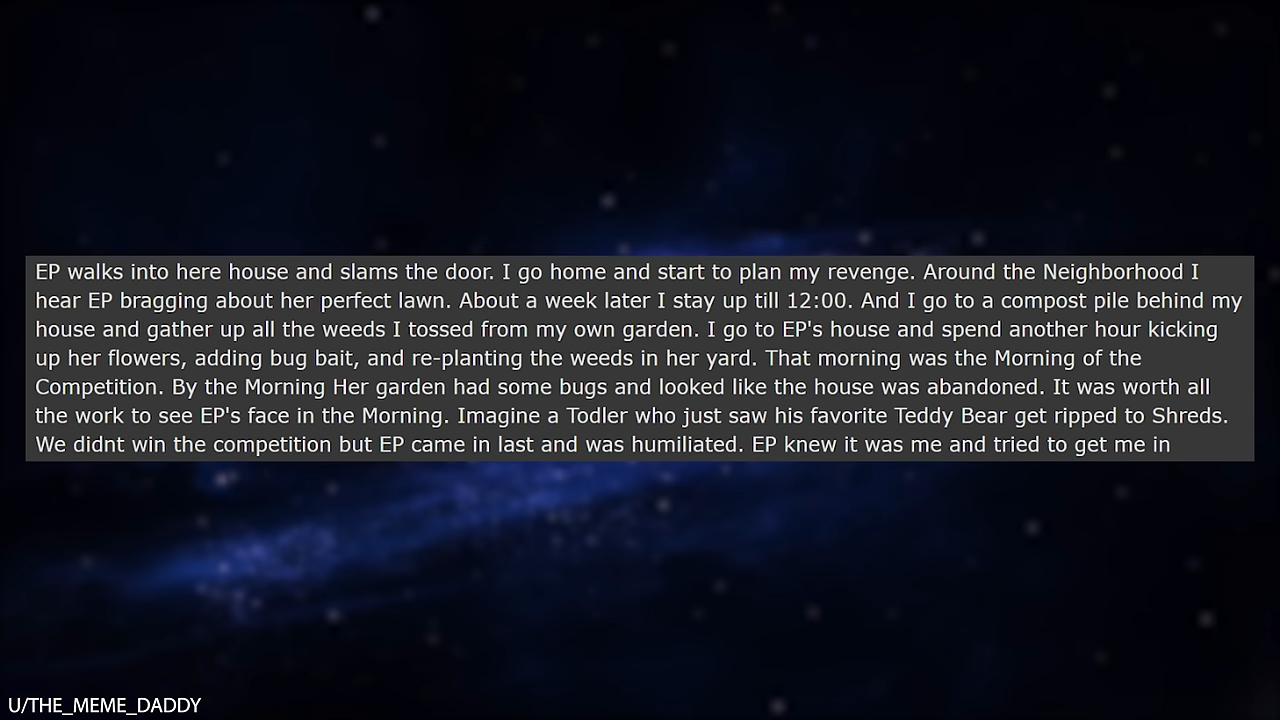 EP walks into here house and slams the door. I go home and start to plan my revenge. Around the Neighborhood I
hear EP bragging about her perfect lawn. About a week later I stay up till 12:00. And I go to a compost pile behind my
house and gather up all the weeds I tossed from my own garden. I go to EP's house and spend another hour kicking
up her flowers, adding bug bait, and re-planting the weeds in her yard. That morning was the Morning of the
Competition. By the Morning Her garden had some bugs and looked like the house was abandoned. It was worth all
the work to see EP's face in the Morning. Imagine a Todler who just saw his favorite Teddy Bear get ripped to Shreds.
We didnt win the competition but EP came in last and was humiliated. EP knew it was me and tried to get me in
U/THE_MEME_DADDY